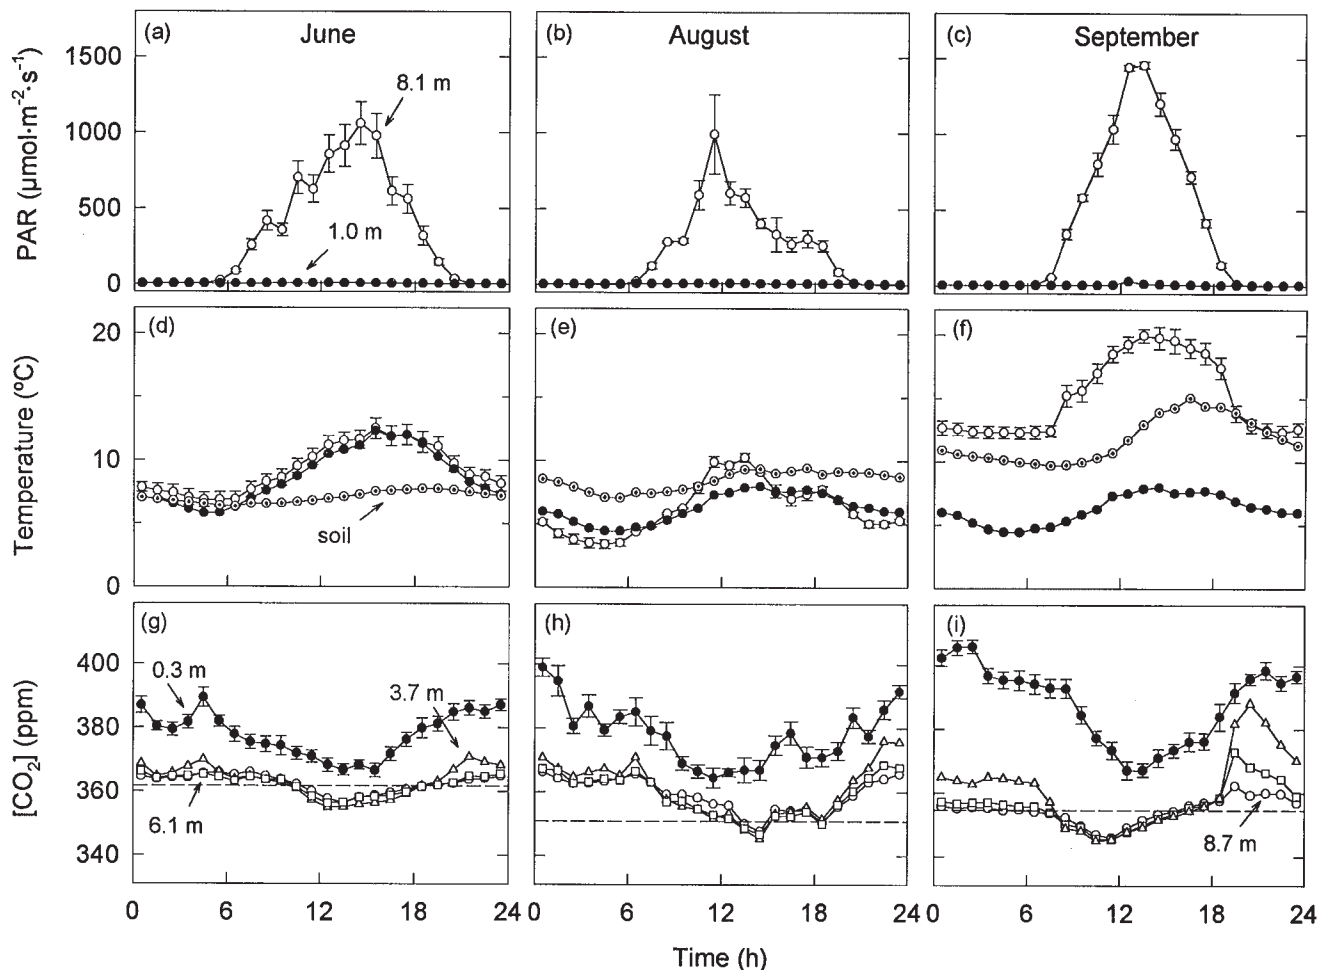 (a) June (b) August (c) September
PAR (µmol·m⁻²·s⁻¹)
1500
1000
500
0
8.1 m
1.0 m
(d) (e) (f)
Temperature (ºC)
20
10
0
soil
(g) (h) (i)
[CO₂] (ppm)
400
380
360
340
0.3 m
3.7 m
6.1 m
8.7 m
0 6 12 18 24 0 6 12 18 24 0 6 12 18 24
Time (h)